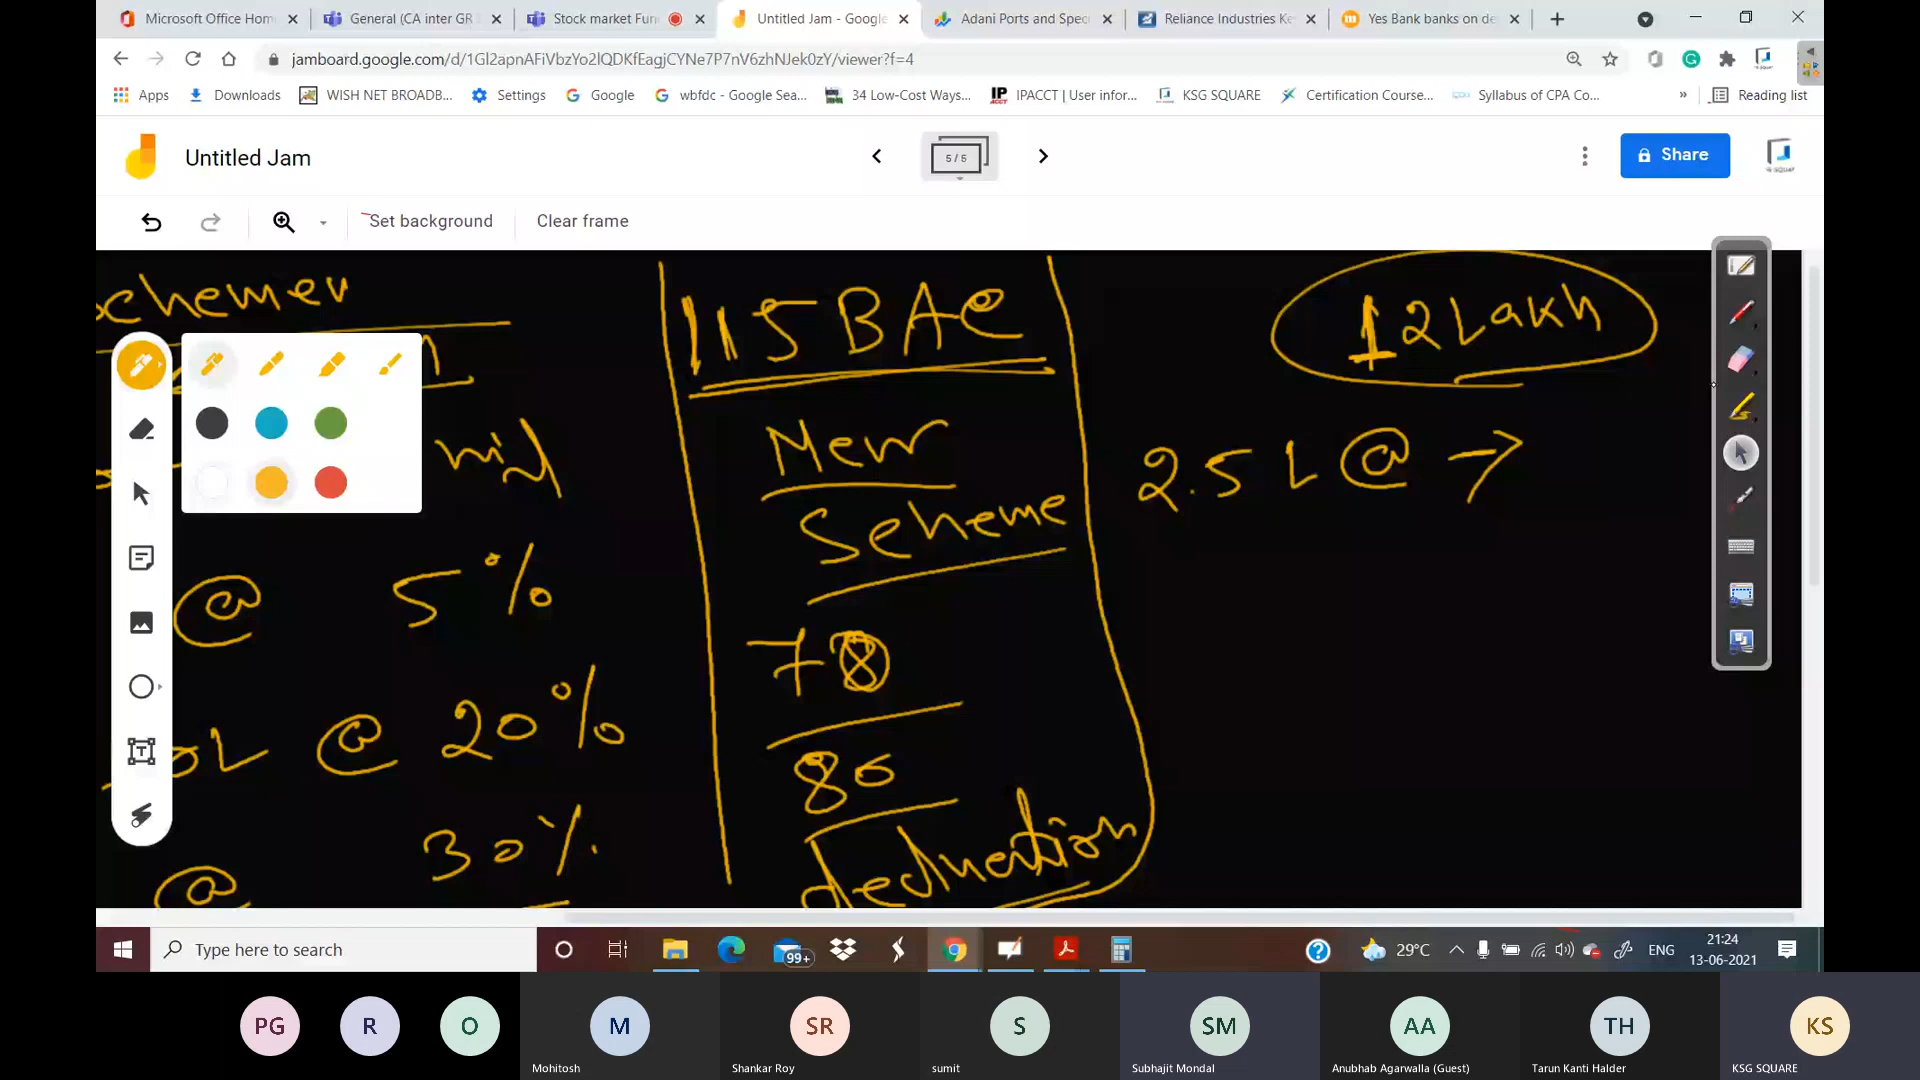 Microsoft Office Hom
General (CA inter GR
Stock market Fun
Untitled Jam - Google
Adani Ports and Spec
Reliance Industries Ke
Yes Bank banks on de
jamboard.google.com/d/1Gl2apnAFiVbzYo2lQDKfEagjCYNe7P7nV6zhNJek0zY/viewer?f=4
Apps
Downloads
WISH NET BROADB...
Settings
Google
wbfdc - Google Sea...
34 Low-Cost Ways...
IPACCT | User infor...
KSG SQUARE
Certification Course...
Syllabus of CPA Co...
»
Reading list
Untitled Jam
5 / 5
Share
Set background
Clear frame
115BAC
12Lakh
New
Scheme
2.5 L @ →
@ 5%
78
0L @ 20%
80
30%
@
deduction
Type here to search
99+
29°C
ENG
21:24
13-06-2021
PG
R
O
M
SR
S
SM
AA
TH
KS
Mohitosh
Shankar Roy
sumit
Subhajit Mondal
Anubhab Agarwalla (Guest)
Tarun Kanti Halder
KSG SQUARE